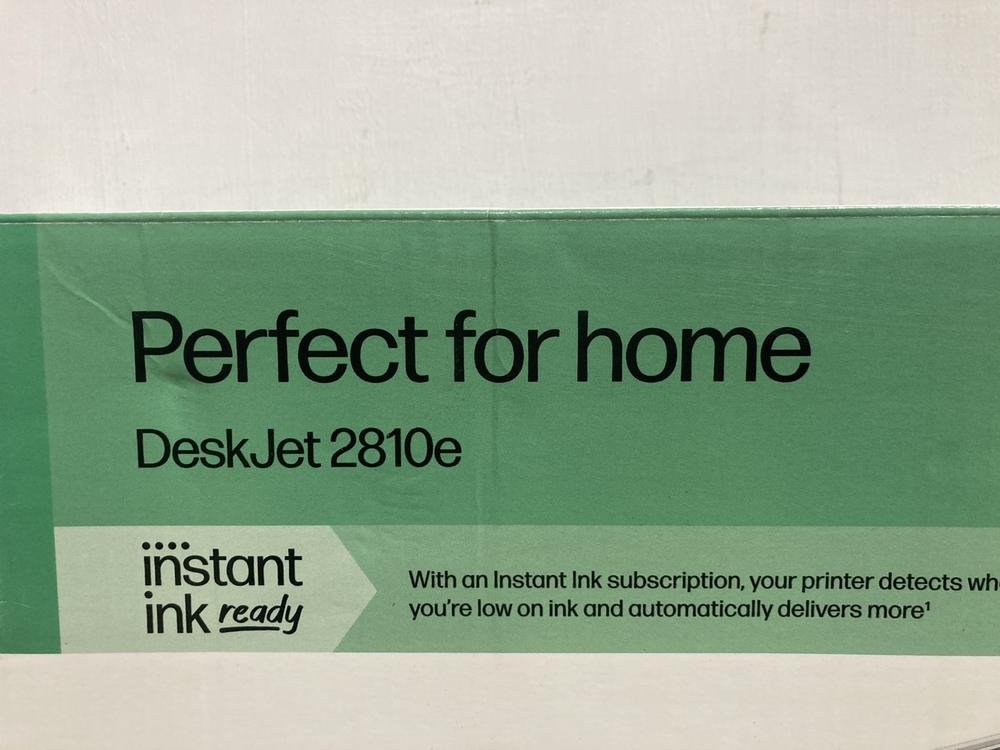 Perfect for home
DeskJet 2810e
instant
ink ready
With an Instant Ink subscription, your printer detects
you're low on ink and automatically delivers more¹